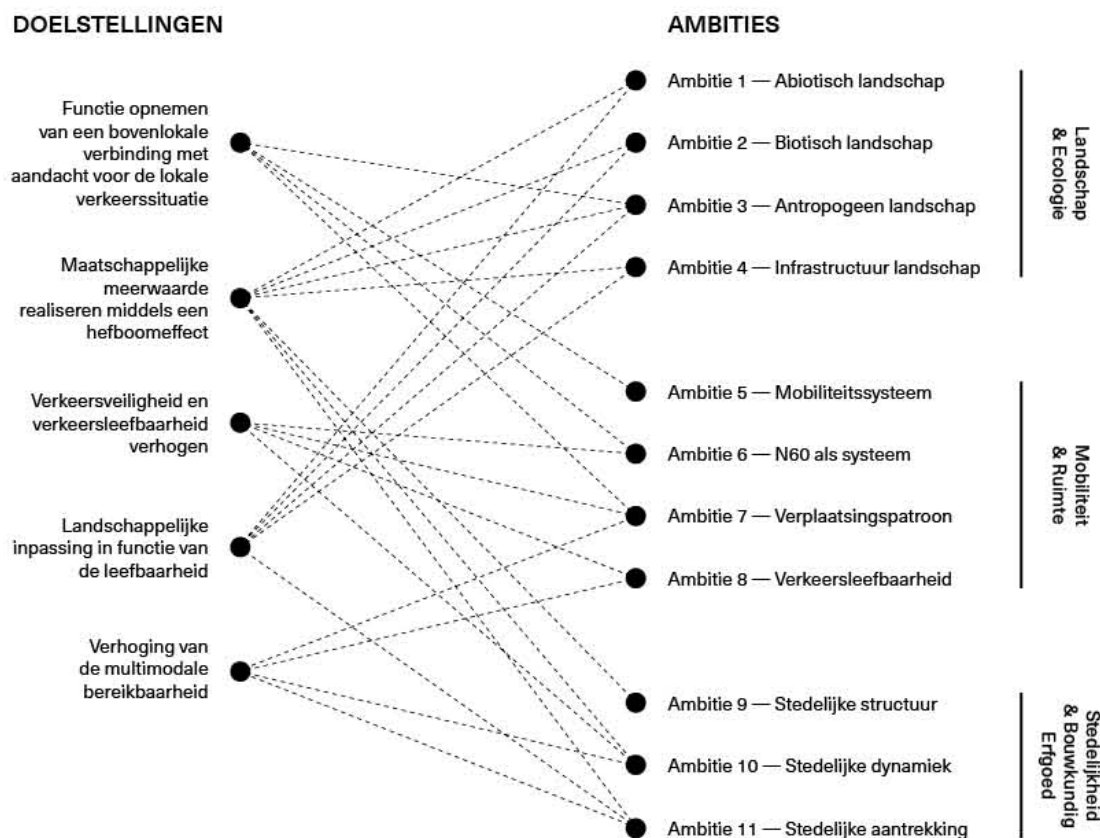 DOELSTELLINGEN
Functie opnemen
van een bovenlokale
verbinding met
aandacht voor de lokale
verkeerssituatie
Maatschappelijke
meerwaarde
realiseren middels een
hefboomeffect
Verkeersveiligheid en
verkeersleefbaarheid
verhogen
Landschappelijke
inpassing in functie van
de leefbaarheid
Verhoging van
de multimodale
bereikbaarheid
AMBITIES
Ambitie 1 — Abiotisch landschap
Ambitie 2 — Biotisch landschap
Ambitie 3 — Antropogeen landschap
Ambitie 4 — Infrastructuur landschap
Landschap
& Ecologie
Ambitie 5 — Mobiliteitssysteem
Ambitie 6 — N60 als systeem
Ambitie 7 — Verplaatsingspatroon
Ambitie 8 — Verkeersleefbaarheid
Mobiliteit
& Ruimte
Ambitie 9 — Stedelijke structuur
Ambitie 10 — Stedelijke dynamiek
Ambitie 11 — Stedelijke aantrekking
Stedelijkheid
& Bouwkundig
Erfgoed